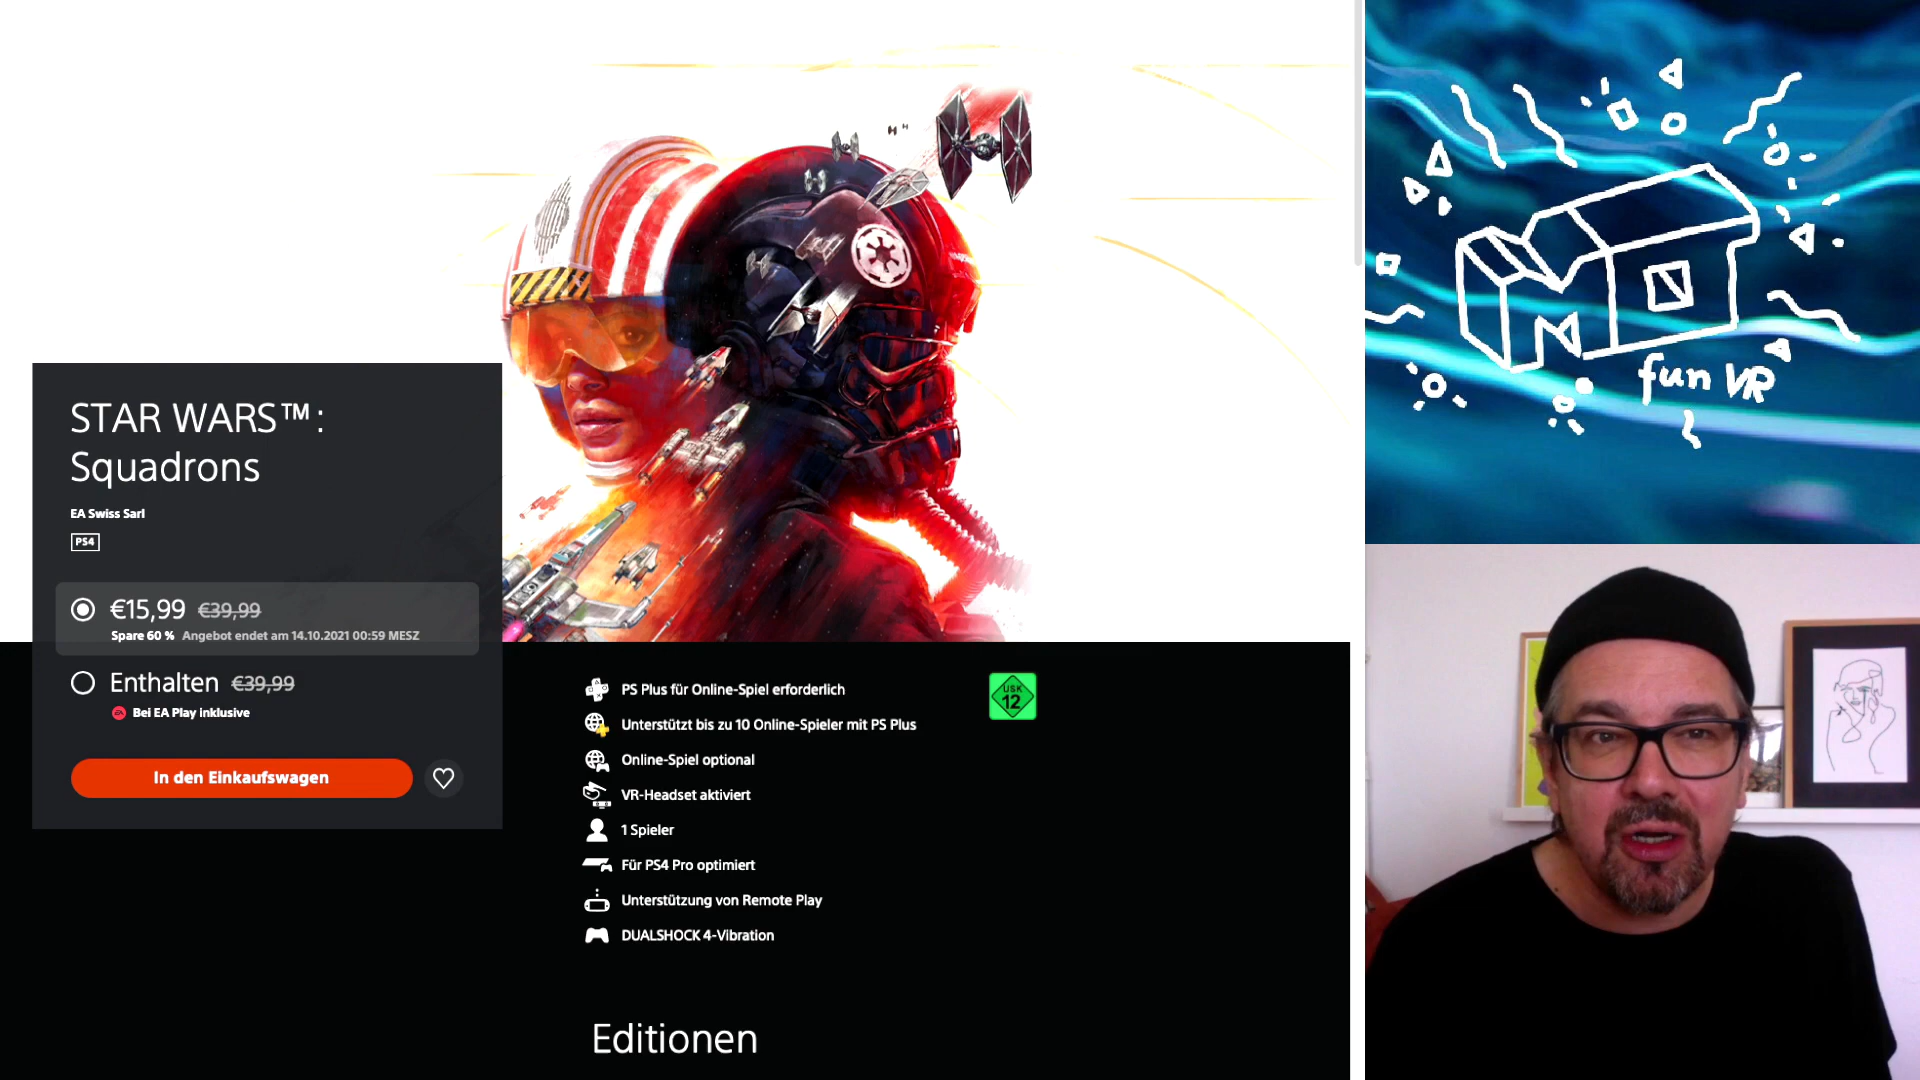 STAR WARS™:
Squadrons
EA Swiss Sarl
PS4
€15,99 €39,99
Spare 60 % Angebot endet am 14.10.2021 00:59 MESZ
Enthalten €39,99
EA Bei EA Play inklusive
In den Einkaufswagen
PS Plus für Online-Spiel erforderlich
Unterstützt bis zu 10 Online-Spieler mit PS Plus
Online-Spiel optional
VR-Headset aktiviert
1 Spieler
Für PS4 Pro optimiert
Unterstützung von Remote Play
DUALSHOCK 4-Vibration
USK
12
Editionen
fun VR